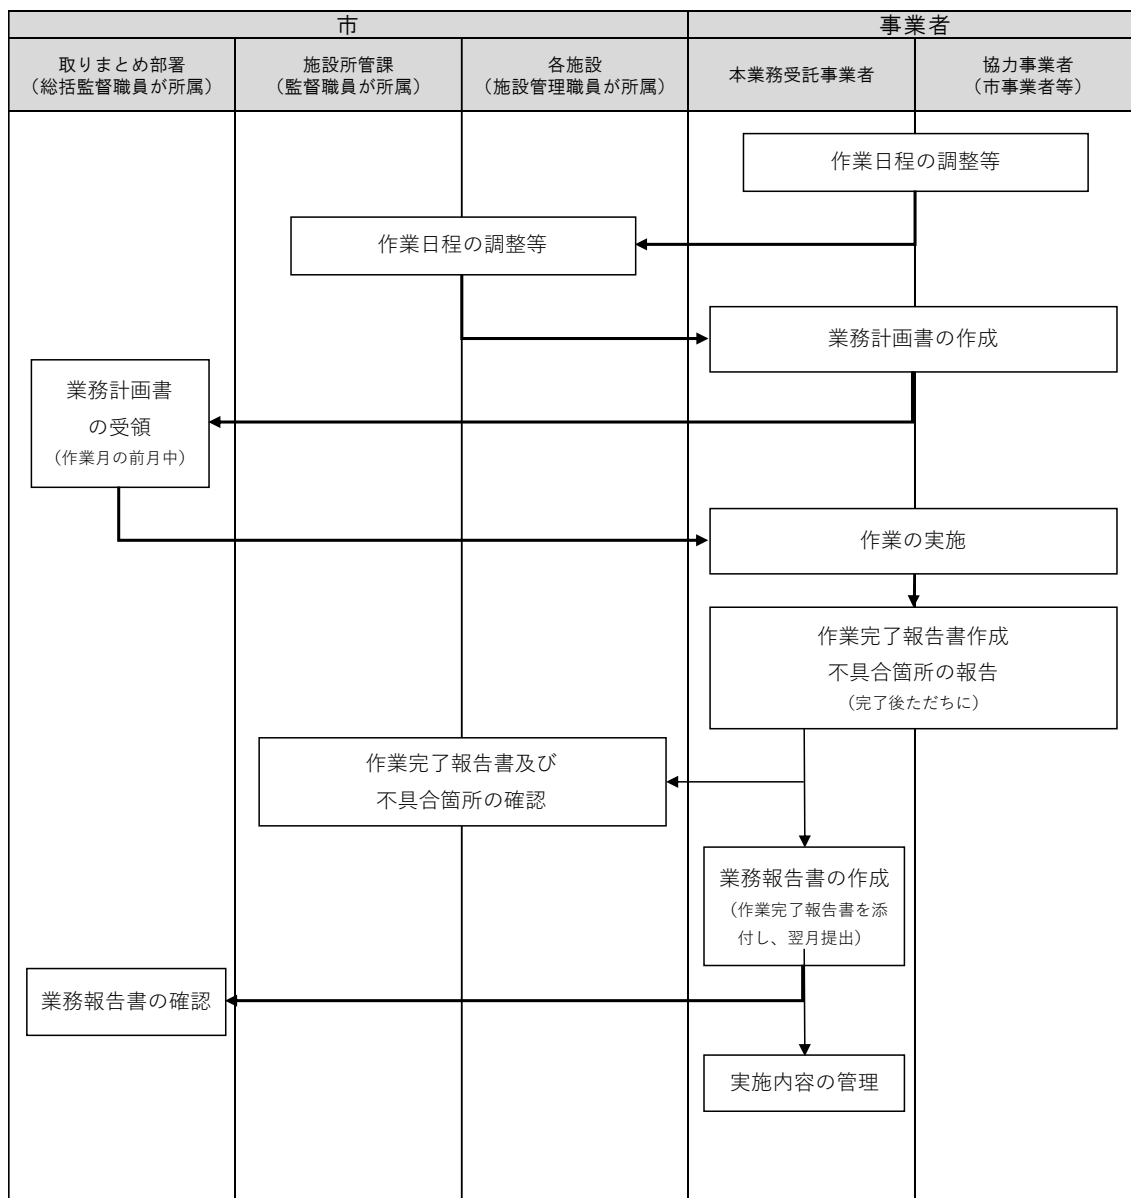 市
事業者
取りまとめ部署
（総括監督職員が所属）
施設所管課
（監督職員が所属）
各施設
（施設管理職員が所属）
本業務受託事業者
協力事業者
（市事業者等）
作業日程の調整等
作業日程の調整等
業務計画書の作成
業務計画書
の受領
（作業月の前月中）
作業の実施
作業完了報告書作成
不具合箇所の報告
（完了後ただちに）
作業完了報告書及び
不具合箇所の確認
業務報告書の作成
（作業完了報告書を添
付し、翌月提出）
業務報告書の確認
実施内容の管理